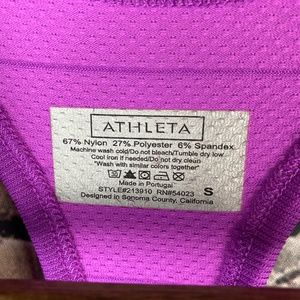 ATHLETA
67% Nylon 27% Polyester 6% Spandex
Machine wash cold/Do not bleach/Tumble dry low
Cool iron if needed/Do not dry clean
"Wash with similar colors together"
Made in Portugal
STYLE#213910 RN#54023 S
Designed in Sonoma County, California